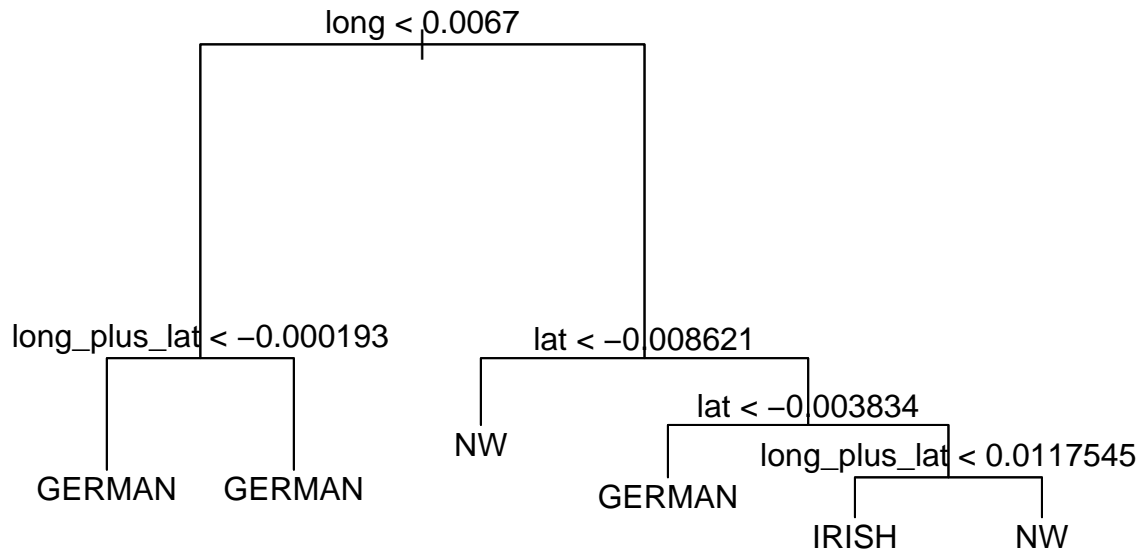 long < 0.0067
long_plus_lat < −0.000193
lat < −0.008621
lat < −0.003834
NW
long_plus_lat < 0.0117545
GERMAN
GERMAN
GERMAN
IRISH
NW